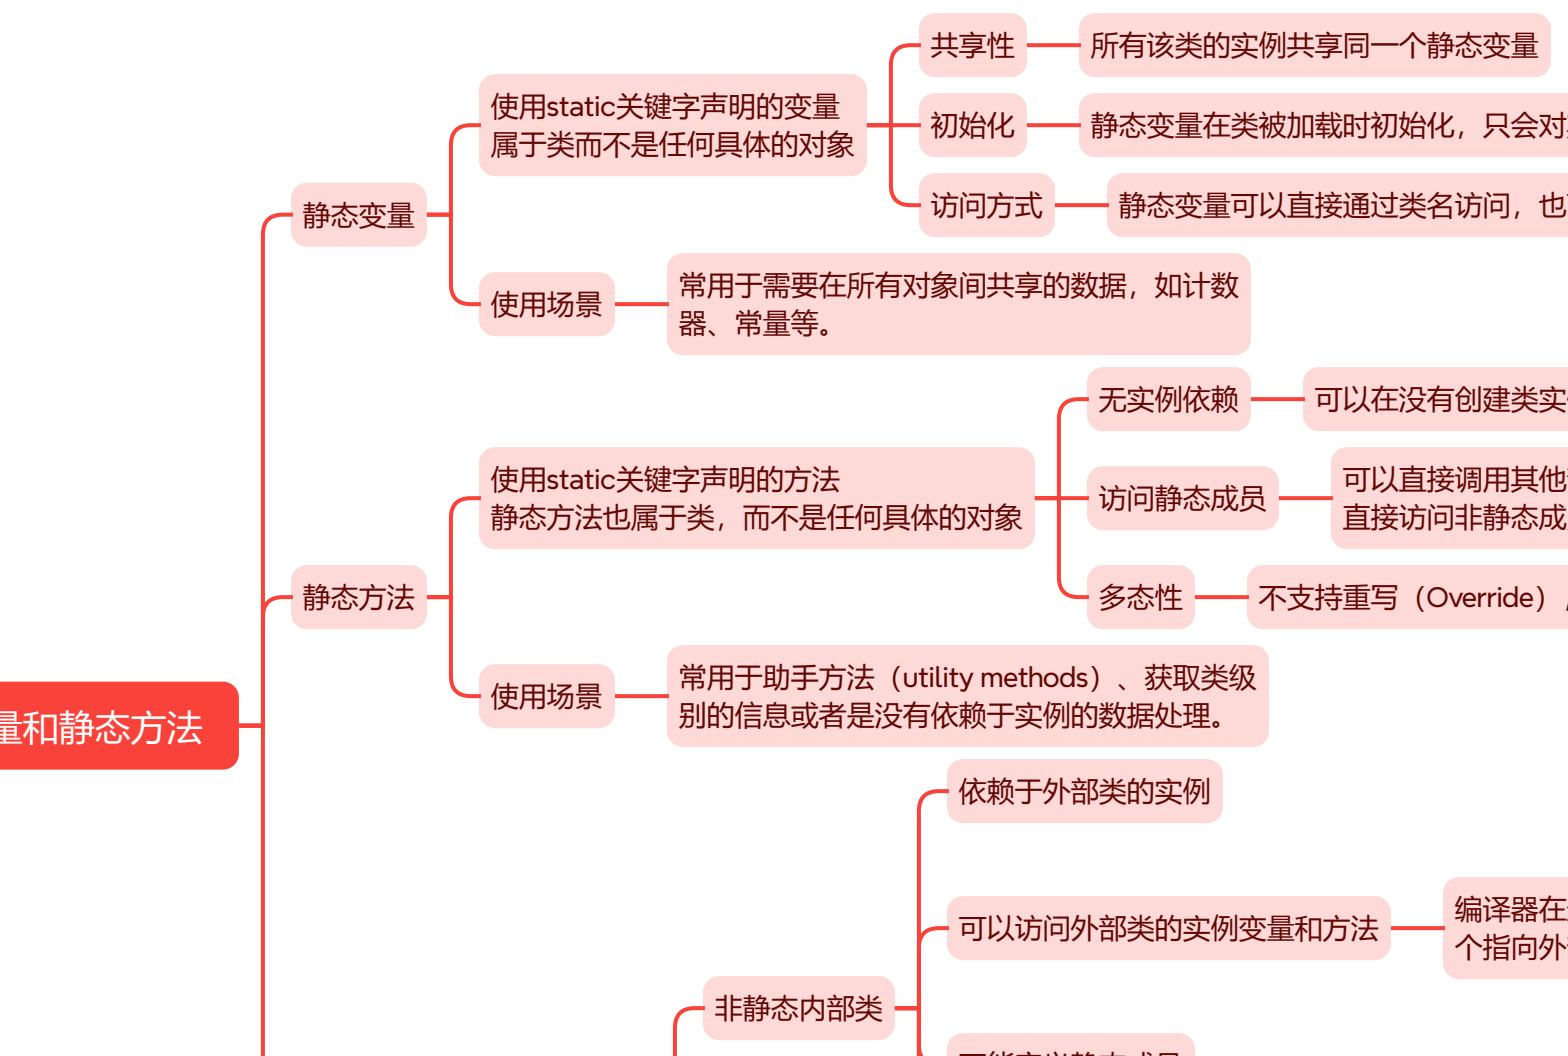 共享性
所有该类的实例共享同一个静态变量
使用static关键字声明的变量
属于类而不是任何具体的对象
初始化
静态变量在类被加载时初始化，只会对
访问方式
静态变量可以直接通过类名访问，也
静态变量
使用场景
常用于需要在所有对象间共享的数据，如计数
器、常量等。
无实例依赖
可以在没有创建类实
使用static关键字声明的方法
静态方法也属于类，而不是任何具体的对象
访问静态成员
可以直接调用其他
直接访问非静态成
多态性
不支持重写（Override）
静态方法
使用场景
常用于助手方法（utility methods）、获取类级
别的信息或者是没有依赖于实例的数据处理。
量和静态方法
依赖于外部类的实例
可以访问外部类的实例变量和方法
编译器在
个指向外
非静态内部类